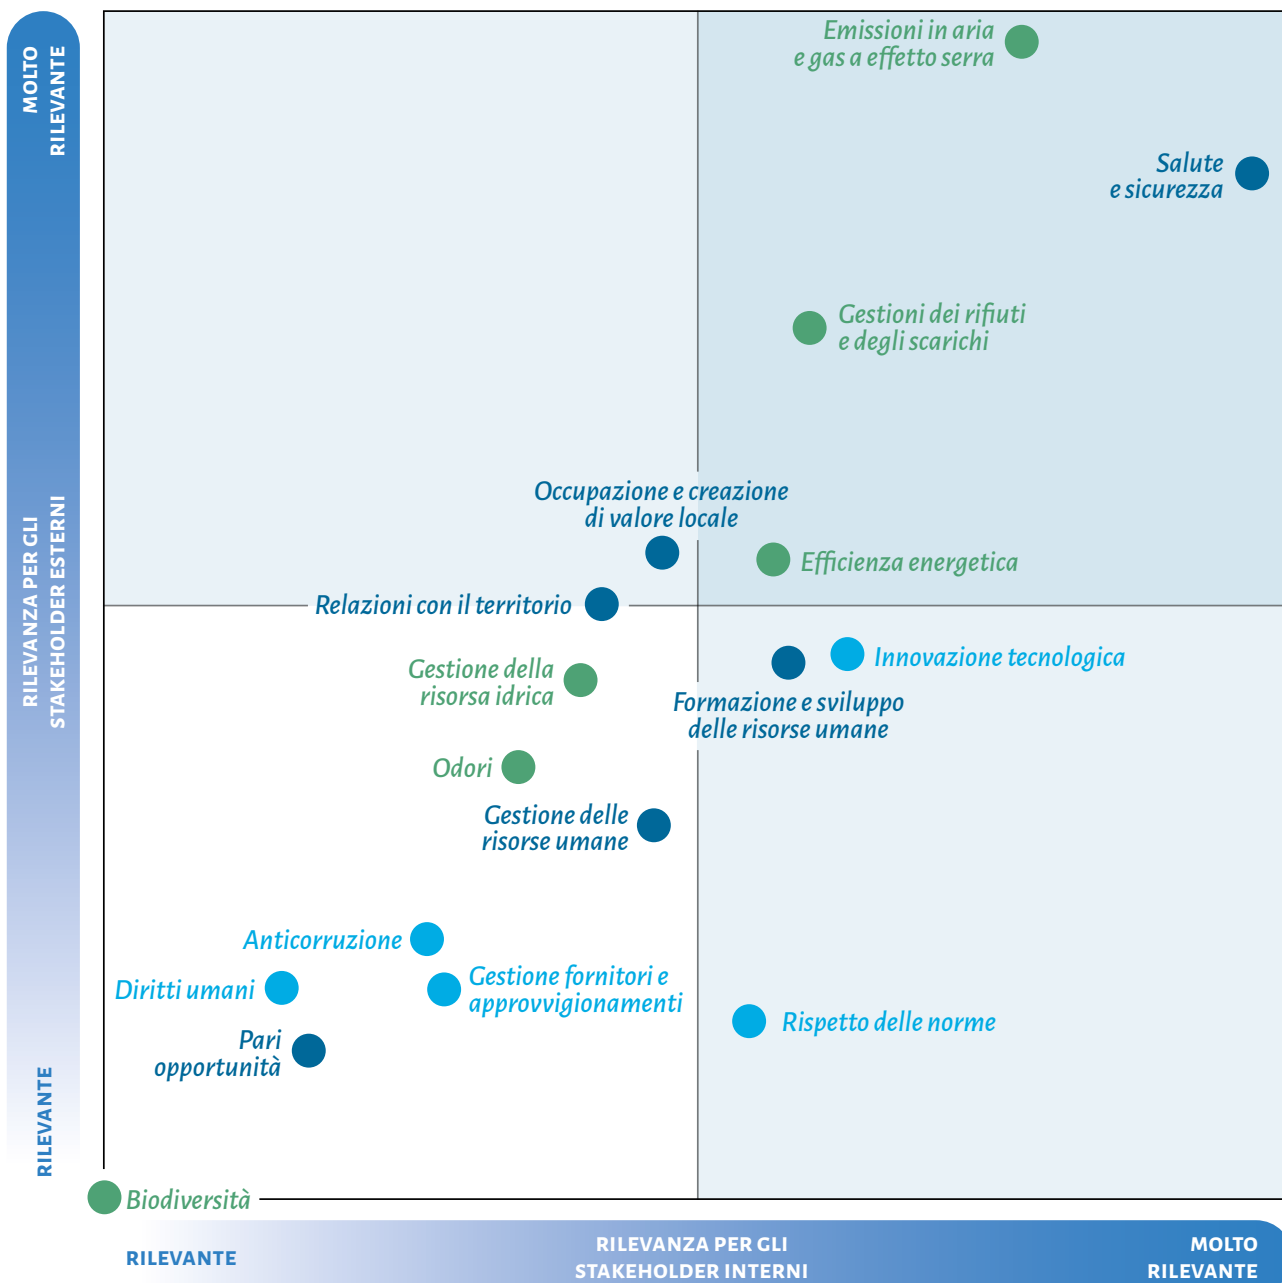 MOLTO
RILEVANTE
RILEVANZA PER GLI
STAKEHOLDER ESTERNI
RILEVANTE
Emissioni in aria
e gas a effetto serra
Salute
e sicurezza
Gestioni dei rifiuti
e degli scarichi
Occupazione e creazione
di valore locale
Efficienza energetica
Relazioni con il territorio
Innovazione tecnologica
Gestione della
risorsa idrica
Formazione e sviluppo
delle risorse umane
Odori
Gestione delle
risorse umane
Anticorruzione
Gestione fornitori e
approvvigionamenti
Diritti umani
Rispetto delle norme
Pari
opportunità
Biodiversità
RILEVANTE
RILEVANZA PER GLI
STAKEHOLDER INTERNI
MOLTO
RILEVANTE